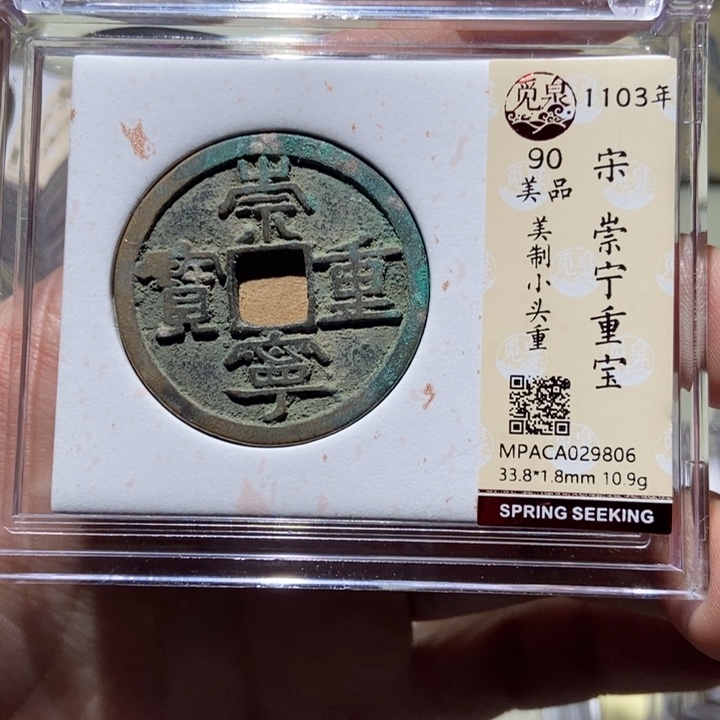 崇
寧
重
寶
觅泉
1103年
90
美品
美制小头重
宋 崇宁重宝
MPACA029806
33.8*1.8mm 10.9g
SPRING SEEKING